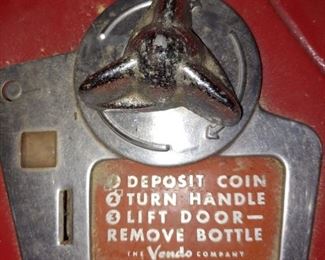 1 DEPOSIT COIN
2 TURN HANDLE
3 LIFT DOOR—
REMOVE BOTTLE
THE Vendo COMPANY